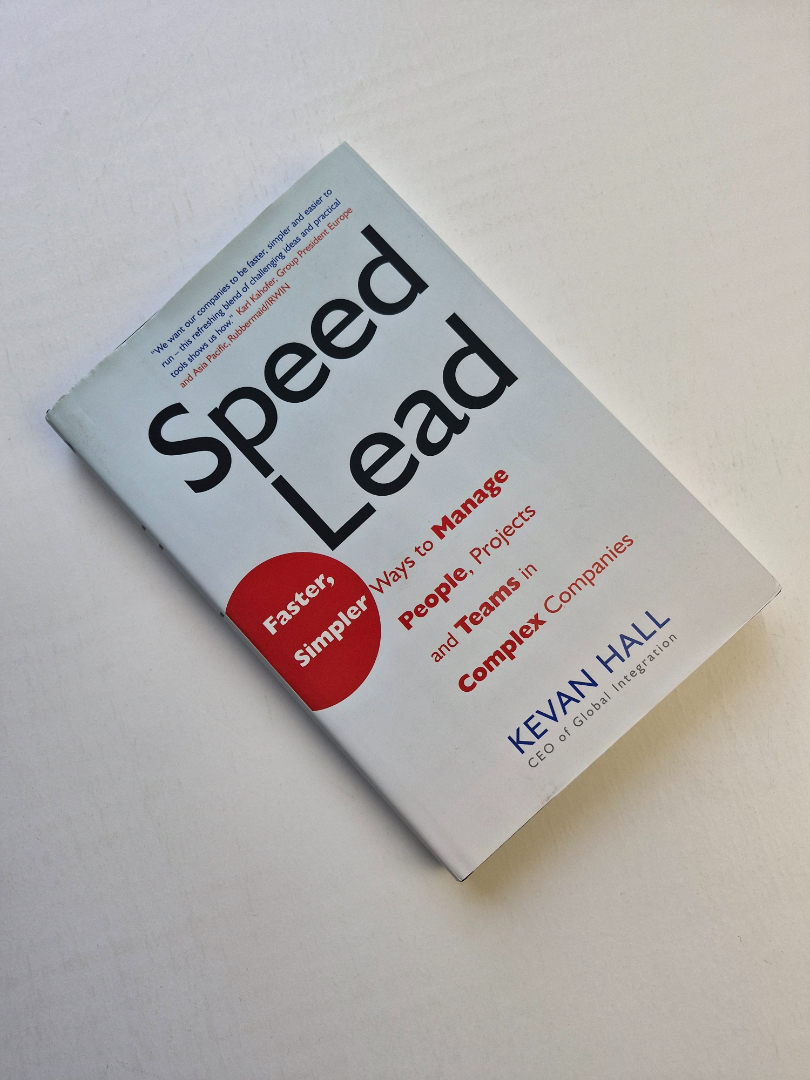 "We want our companies to be faster, simpler and easier to
run – this refreshing blend of challenging ideas and practical
tools shows us how." Karl Kahofer, Group President Europe
and Asia Pacific, Rubbermaid/IRWIN
Speed
Lead
Faster,
Simpler Ways to Manage
People, Projects
and Teams in
Complex Companies
KEVAN HALL
CEO of Global Integration